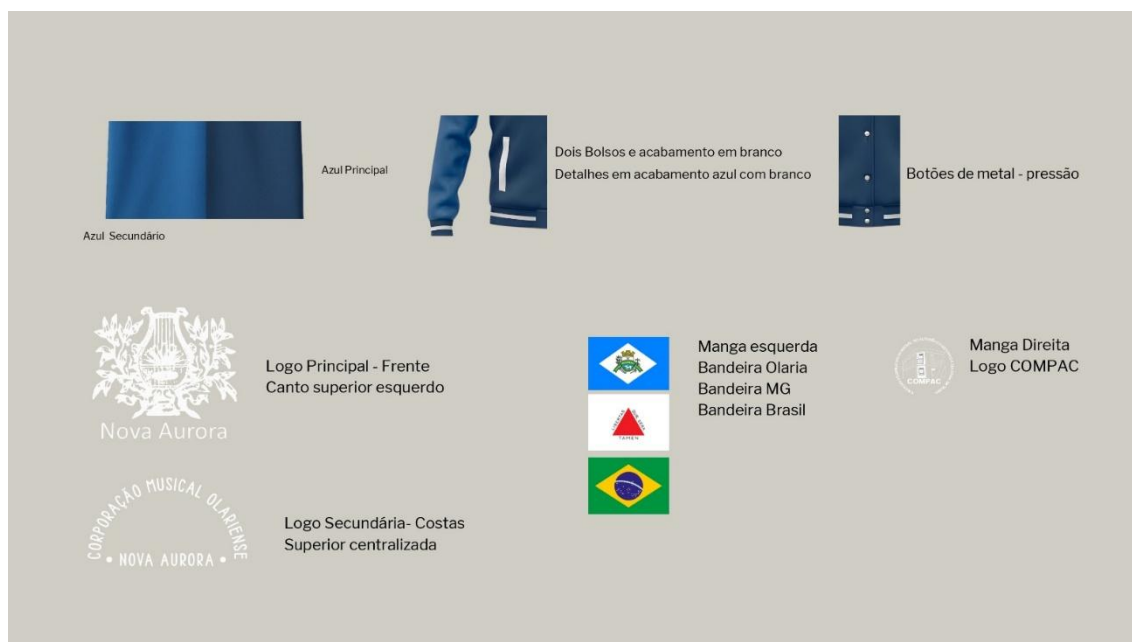 Azul Principal
Azul Secundário
Dois Bolsos e acabamento em branco
Detalhes em acabamento azul com branco
Botões de metal - pressão
Nova Aurora
Logo Principal - Frente
Canto superior esquerdo
CORPORAÇÃO MUSICAL OLARIENSE
• NOVA AURORA •
Logo Secundária- Costas
Superior centralizada
TAMEN
Manga esquerda
Bandeira Olaria
Bandeira MG
Bandeira Brasil
COMPAC
Manga Direita
Logo COMPAC